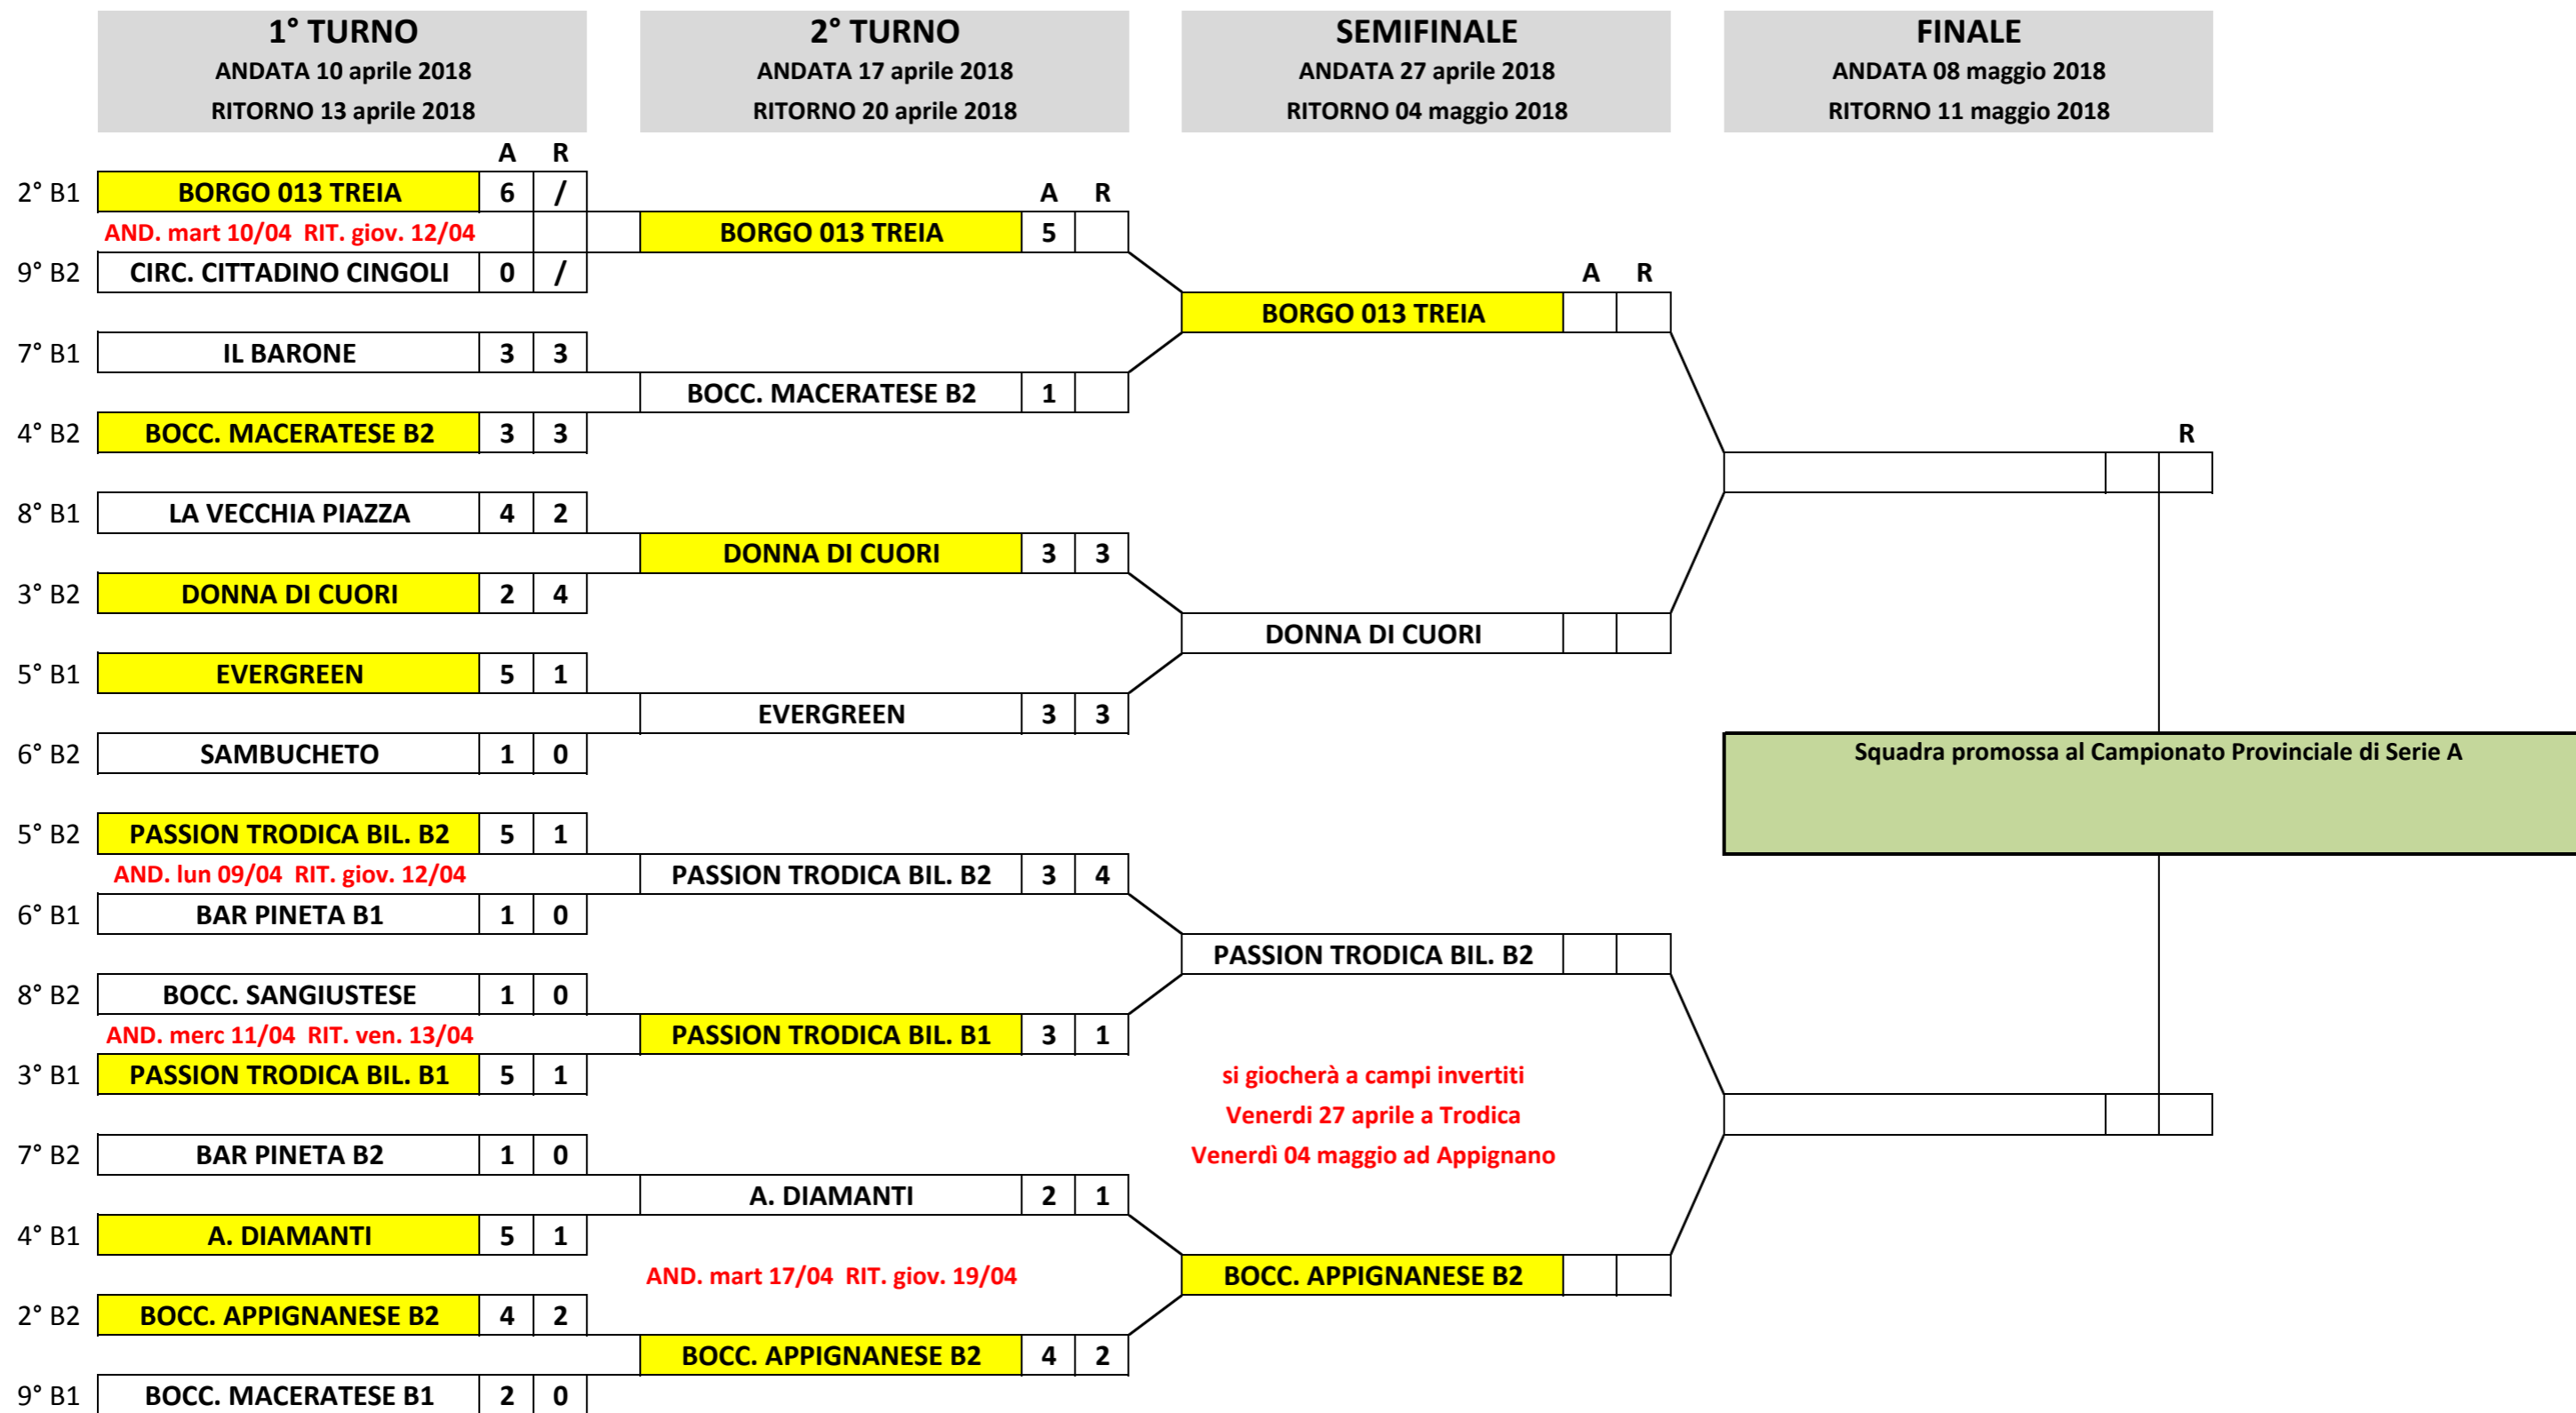 1° TURNO
ANDATA 10 aprile 2018
RITORNO 13 aprile 2018
2° TURNO
ANDATA 17 aprile 2018
RITORNO 20 aprile 2018
SEMIFINALE
ANDATA 27 aprile 2018
RITORNO 04 maggio 2018
FINALE
ANDATA 08 maggio 2018
RITORNO 11 maggio 2018
A R
2° B1 BORGO 013 TREIA 6 /
AND. mart 10/04 RIT. giov. 12/04
9° B2 CIRC. CITTADINO CINGOLI 0 /
7° B1 IL BARONE 3 3
4° B2 BOCC. MACERATESE B2 3 3
8° B1 LA VECCHIA PIAZZA 4 2
3° B2 DONNA DI CUORI 2 4
5° B1 EVERGREEN 5 1
6° B2 SAMBUCHETO 1 0
5° B2 PASSION TRODICA BIL. B2 5 1
AND. lun 09/04 RIT. giov. 12/04
6° B1 BAR PINETA B1 1 0
8° B2 BOCC. SANGIUSTESE 1 0
AND. merc 11/04 RIT. ven. 13/04
3° B1 PASSION TRODICA BIL. B1 5 1
7° B2 BAR PINETA B2 1 0
4° B1 A. DIAMANTI 5 1
2° B2 BOCC. APPIGNANESE B2 4 2
9° B1 BOCC. MACERATESE B1 2 0
A R
BORGO 013 TREIA 5
BOCC. MACERATESE B2 1
DONNA DI CUORI 3 3
EVERGREEN 3 3
PASSION TRODICA BIL. B2 3 4
PASSION TRODICA BIL. B1 3 1
A. DIAMANTI 2 1
AND. mart 17/04 RIT. giov. 19/04
BOCC. APPIGNANESE B2 4 2
A R
BORGO 013 TREIA
DONNA DI CUORI
PASSION TRODICA BIL. B2
si giocherà a campi invertiti
Venerdi 27 aprile a Trodica
Venerdì 04 maggio ad Appignano
BOCC. APPIGNANESE B2
R
Squadra promossa al Campionato Provinciale di Serie A